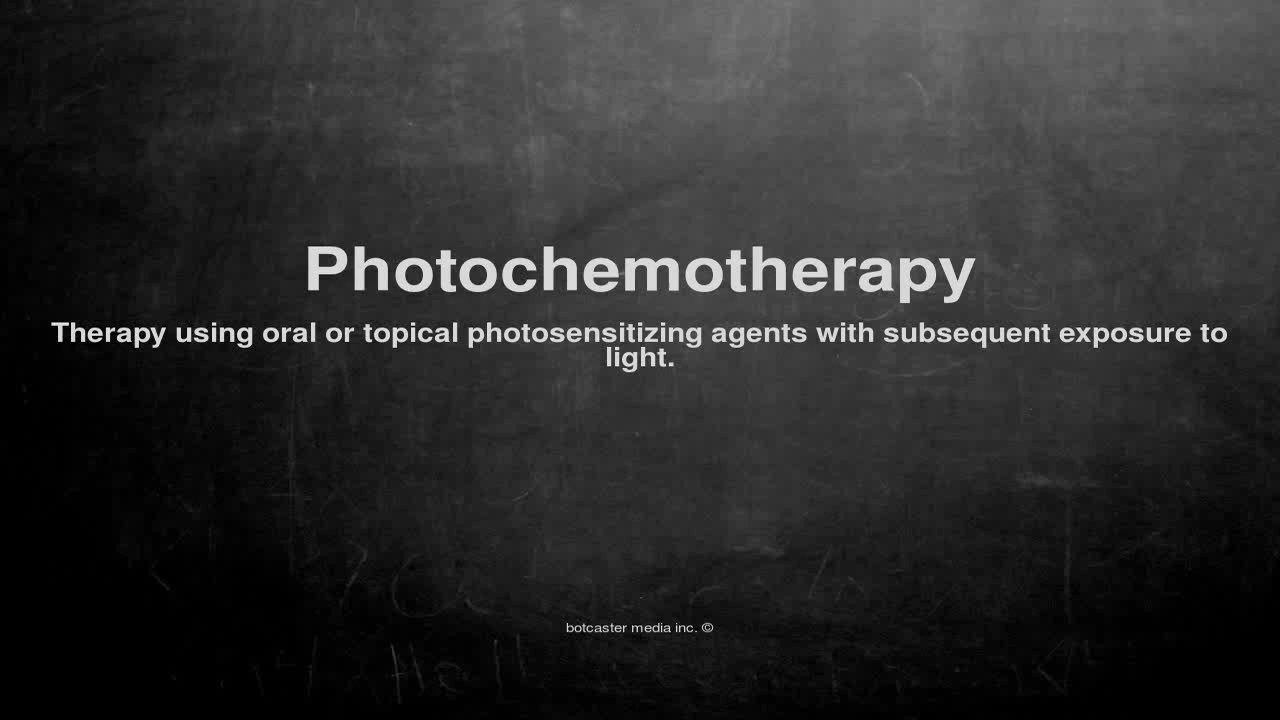 Photochemotherapy
Therapy using oral or topical photosensitizing agents with subsequent exposure to
light.
botcaster media inc. ©